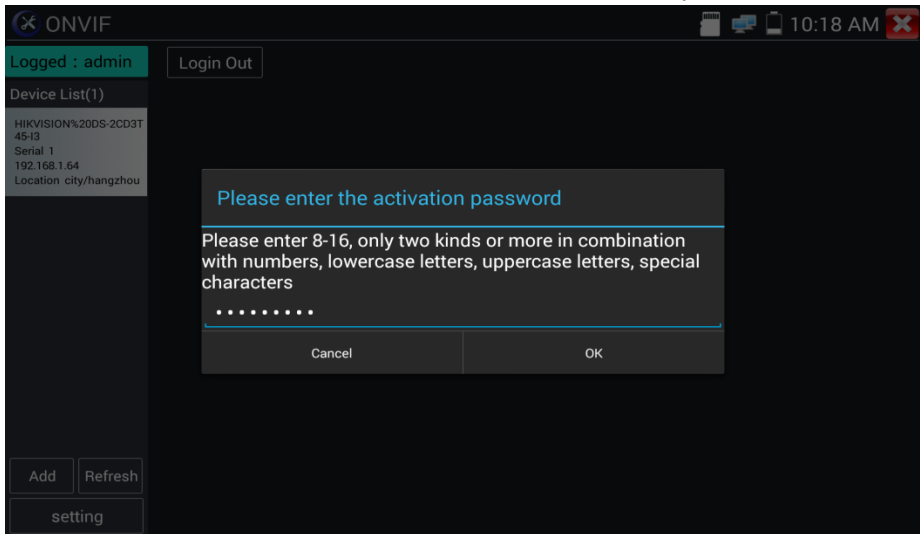 ONVIF
10:18 AM
Logged : admin
Login Out
Device List(1)
HIKVISION%20DS-2CD3T
45-I3
Serial 1
192.168.1.64
Location city/hangzhou
Please enter the activation password
Please enter 8-16, only two kinds or more in combination
with numbers, lowercase letters, uppercase letters, special
characters
•••••••••
Cancel
OK
Add
Refresh
setting